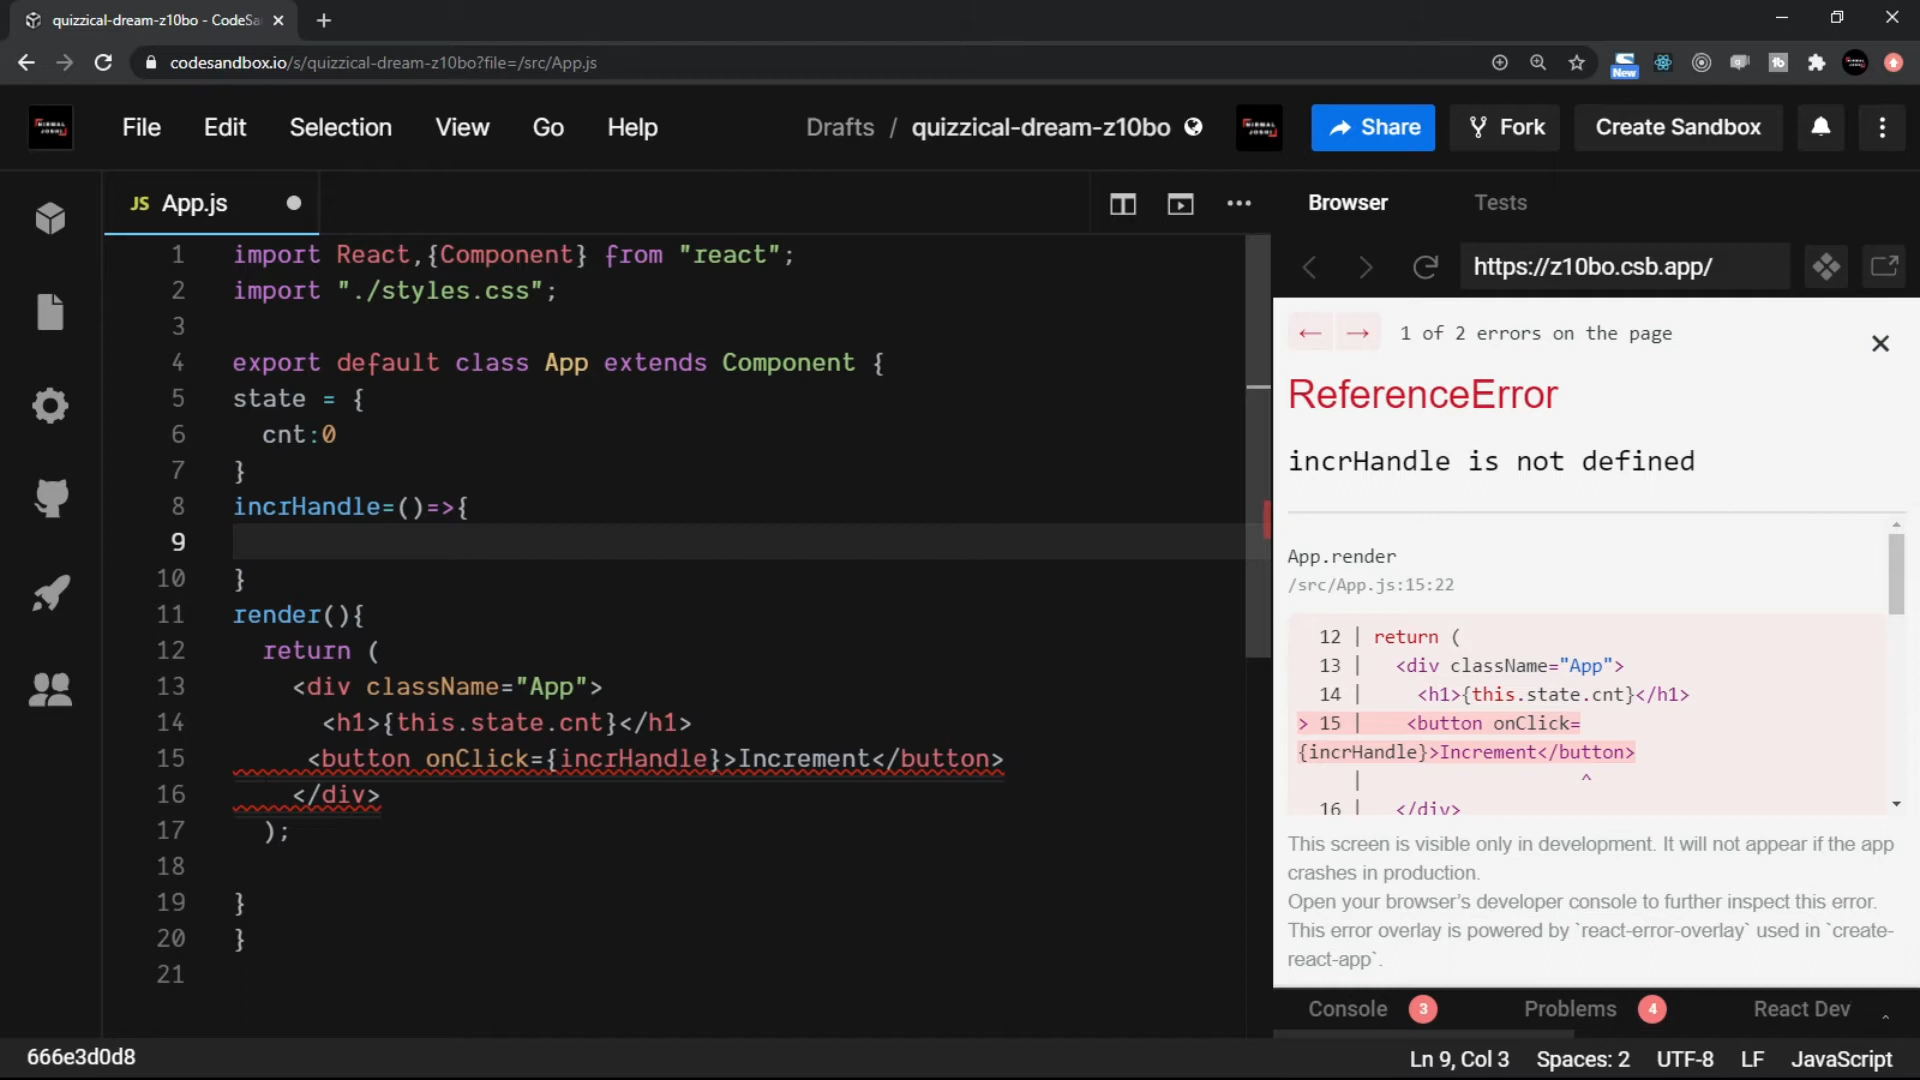 quizzical-dream-z10bo - CodeSa
codesandbox.io/s/quizzical-dream-z10bo?file=/src/App.js
New
File Edit Selection View Go Help
Drafts / quizzical-dream-z10bo
Share
Fork
Create Sandbox
JS App.js
Browser Tests
https://z10bo.csb.app/
1 import React,{Component} from "react";
2 import "./styles.css";
3
4 export default class App extends Component {
5 state = {
6 cnt:0
7 }
8 incrHandle=()=>{
9
10 }
11 render(){
12 return (
13 <div className="App">
14 <h1>{this.state.cnt}</h1>
15 <button onClick={incrHandle}>Increment</button>
16 </div>
17 );
18
19 }
20 }
21
← → 1 of 2 errors on the page
ReferenceError
incrHandle is not defined
App.render
/src/App.js:15:22
12 | return (
13 | <div className="App">
14 | <h1>{this.state.cnt}</h1>
> 15 | <button onClick=
{incrHandle}>Increment</button>
| ^
16 | </div>
This screen is visible only in development. It will not appear if the app
crashes in production.
Open your browser’s developer console to further inspect this error.
This error overlay is powered by `react-error-overlay` used in `create-
react-app`.
Console 3 Problems 4 React Dev
666e3d0d8
Ln 9, Col 3 Spaces: 2 UTF-8 LF JavaScript